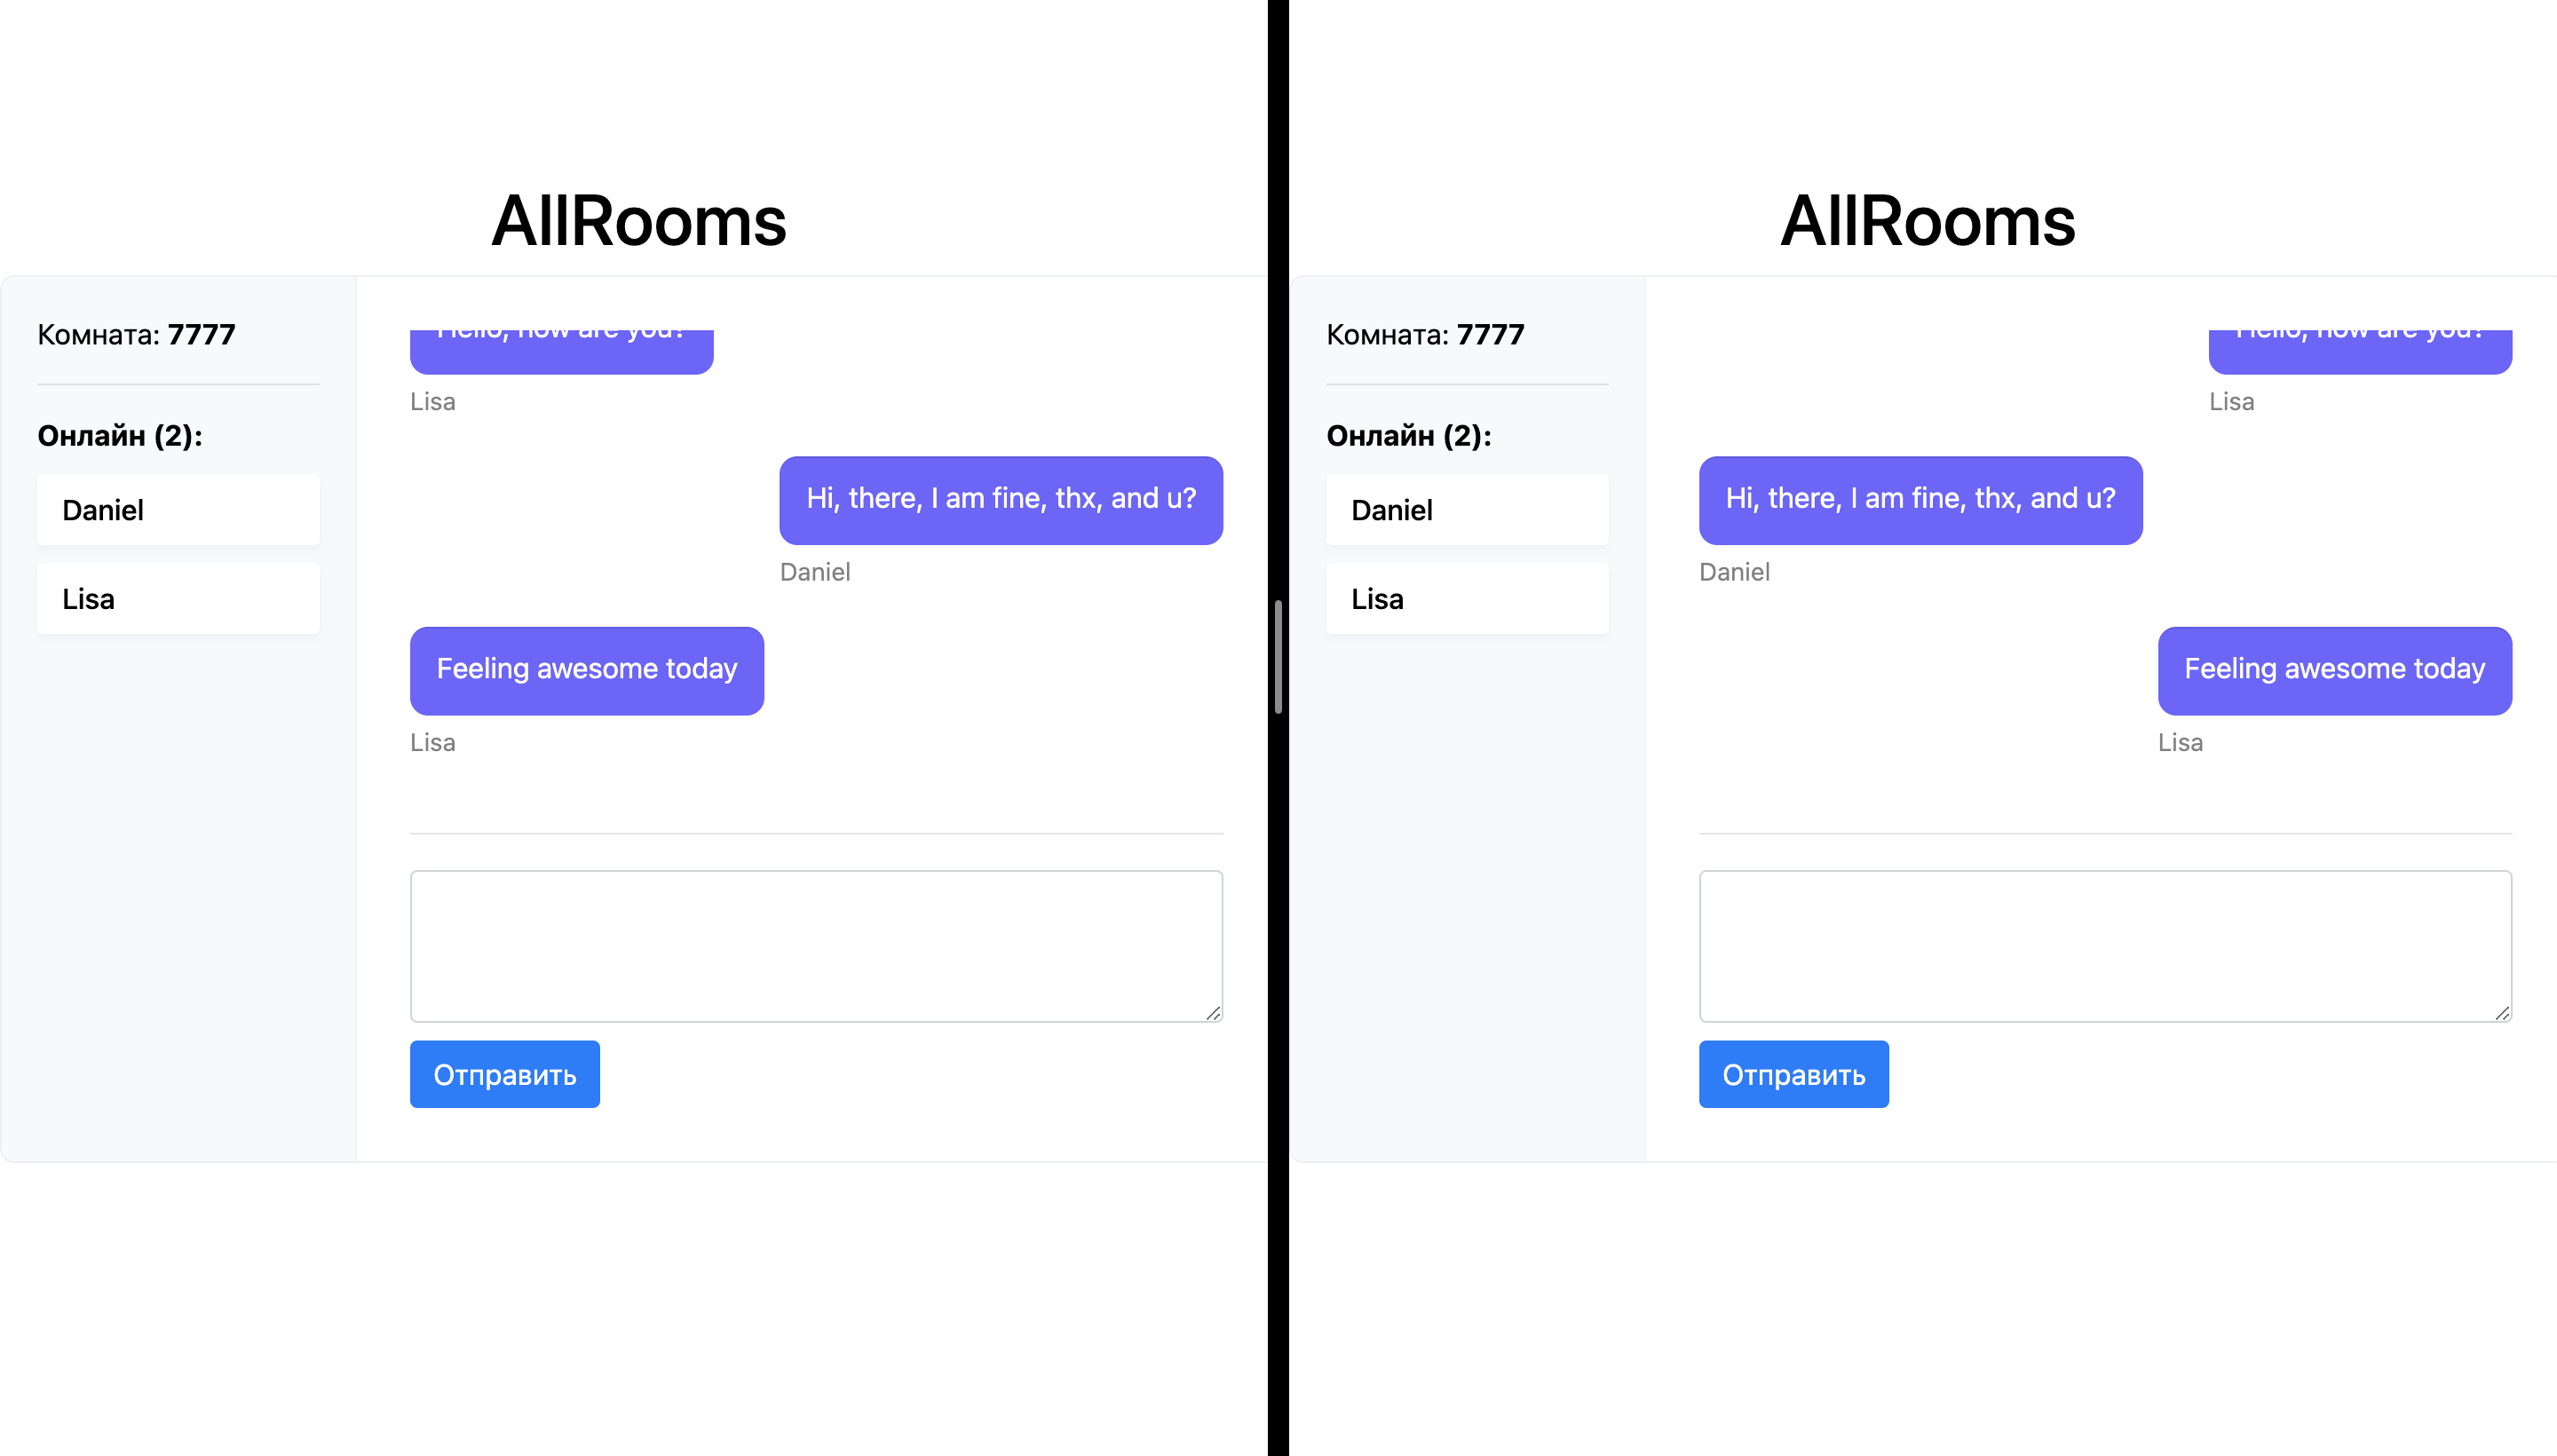 AllRooms
Комната: 7777
Онлайн (2):
Daniel
Lisa
Hello, how are you?
Lisa
Hi, there, I am fine, thx, and u?
Daniel
Feeling awesome today
Lisa
Отправить
AllRooms
Комната: 7777
Онлайн (2):
Daniel
Lisa
Hello, how are you?
Lisa
Hi, there, I am fine, thx, and u?
Daniel
Feeling awesome today
Lisa
Отправить